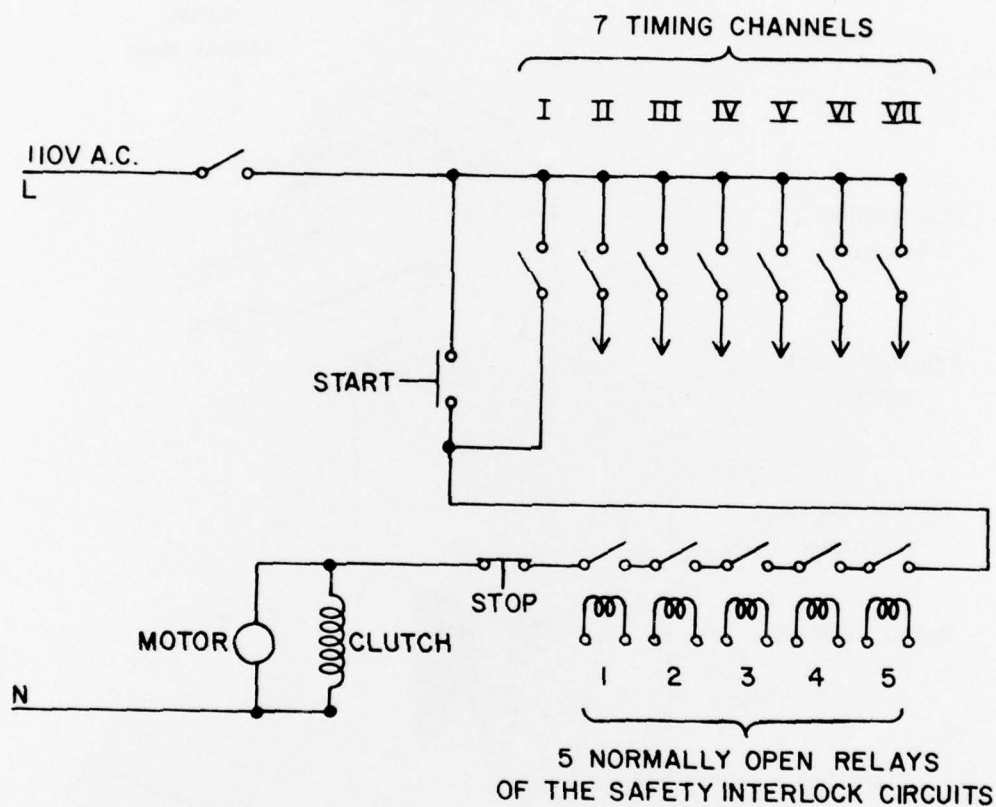 7 TIMING CHANNELS
I II III IV V VI VII
110V A.C.
L
START
STOP
MOTOR
CLUTCH
N
1 2 3 4 5
5 NORMALLY OPEN RELAYS
OF THE SAFETY INTERLOCK CIRCUITS